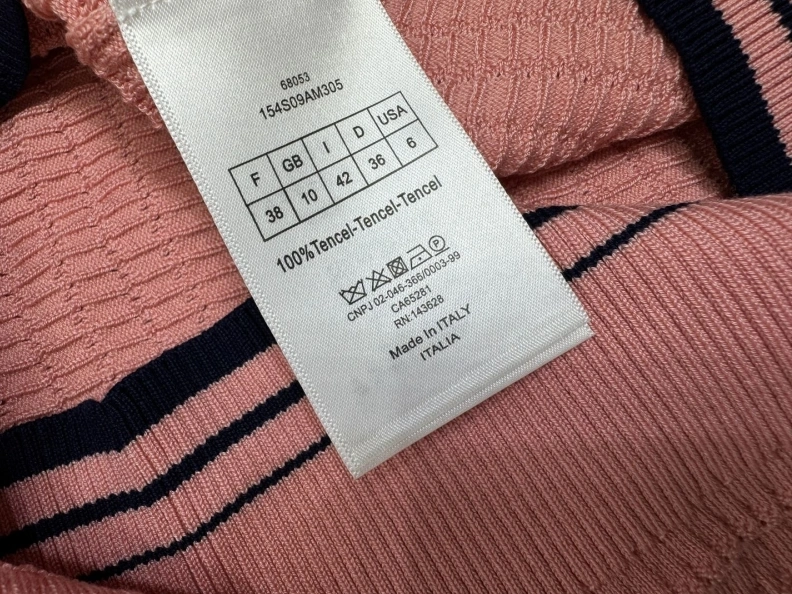 68053
154S09AM305
F GB I D USA
38 10 42 36 6
100%Tencel-Tencel-Tencel
P
CNPJ 02-046-366/0003-99
CA65281
RN:143628
Made In ITALY
ITALIA